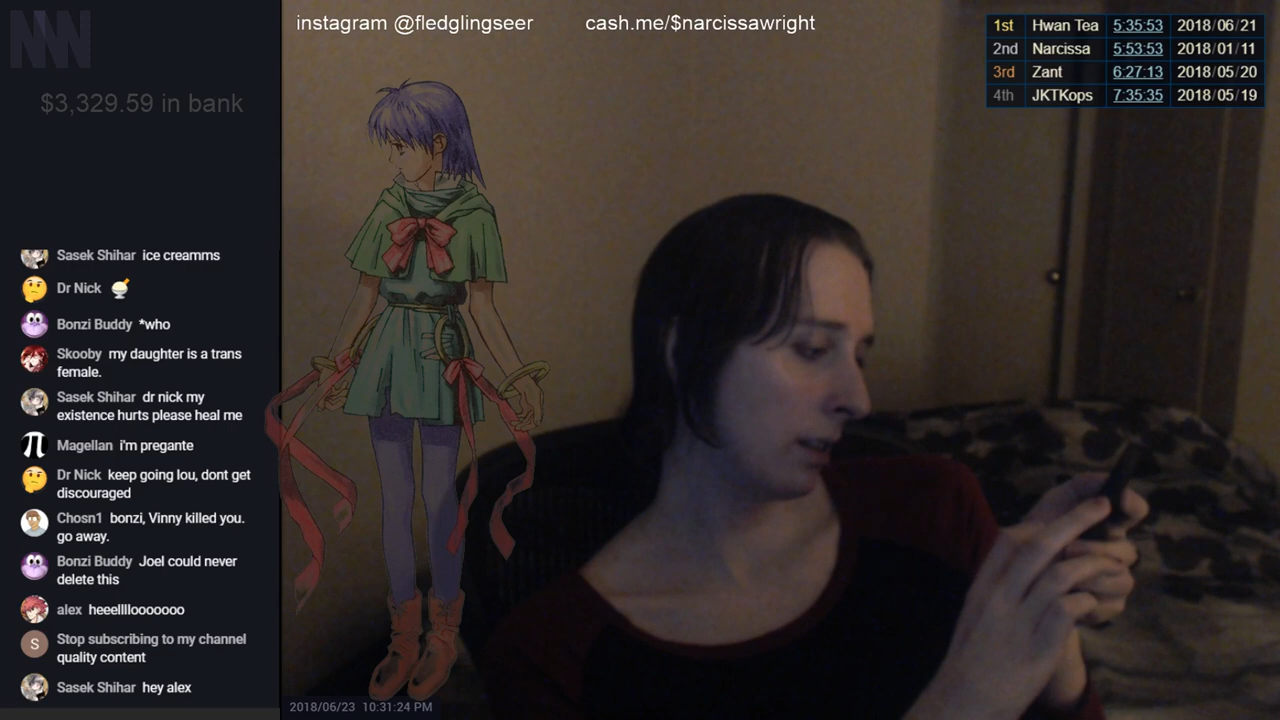 instagram @fledglingseer
cash.me/$narcissawright
1st Hwan Tea 5:35:53 2018/06/21
2nd Narcissa 5:53:53 2018/01/11
3rd Zant 6:27:13 2018/05/20
4th JKTKops 7:35:35 2018/05/19
NNN
$3,329.59 in bank
Sasek Shihar ice creamms
Dr Nick
Bonzi Buddy *who
Skooby my daughter is a trans
female.
Sasek Shihar dr nick my
existence hurts please heal me
Magellan i'm pregante
Dr Nick keep going lou, dont get
discouraged
Chosn1 bonzi, Vinny killed you.
go away.
Bonzi Buddy Joel could never
delete this
alex heeellllooooooo
S Stop subscribing to my channel
quality content
Sasek Shihar hey alex
2018/06/23 10:31:24 PM